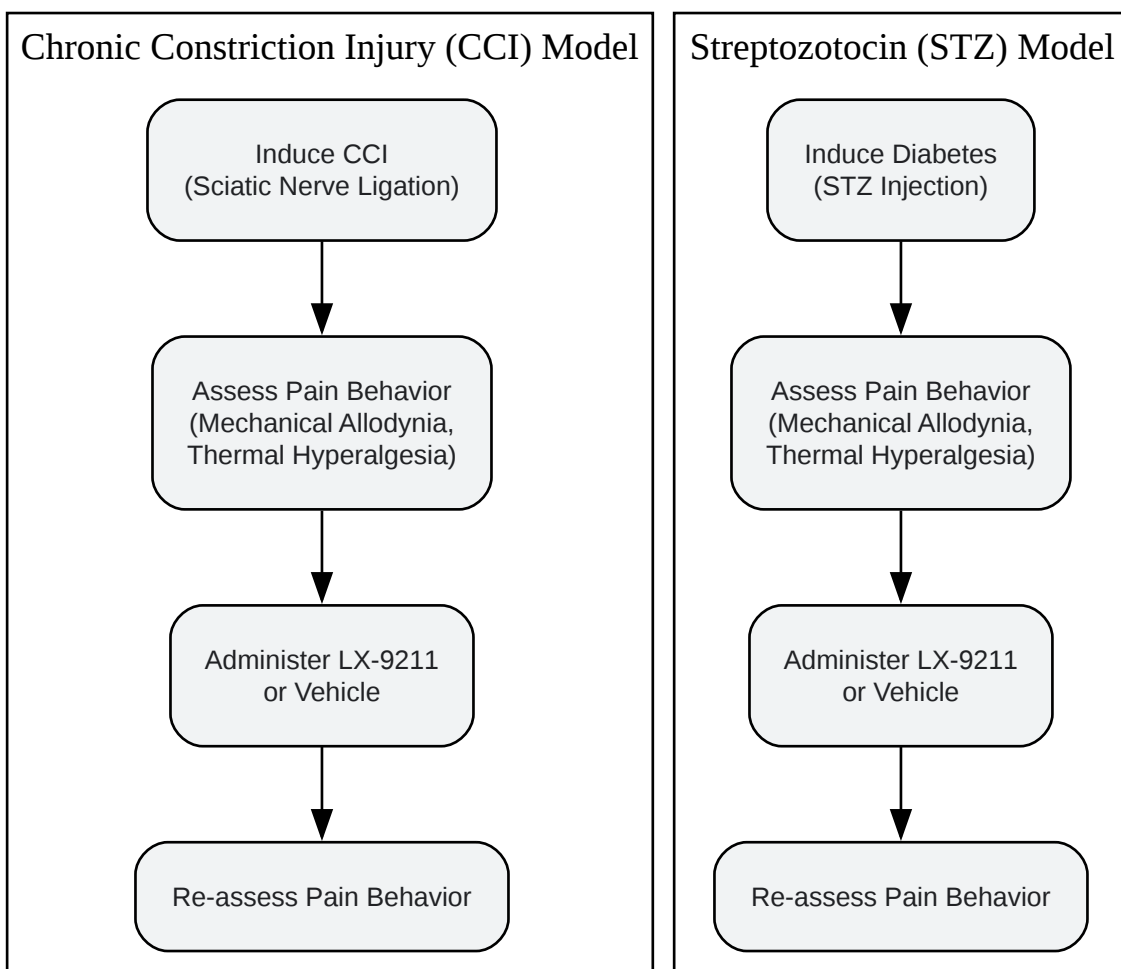 Chronic Constriction Injury (CCI) Model
Induce CCI
(Sciatic Nerve Ligation)
Assess Pain Behavior
(Mechanical Allodynia,
Thermal Hyperalgesia)
Administer LX-9211
or Vehicle
Re-assess Pain Behavior
Streptozotocin (STZ) Model
Induce Diabetes
(STZ Injection)
Assess Pain Behavior
(Mechanical Allodynia,
Thermal Hyperalgesia)
Administer LX-9211
or Vehicle
Re-assess Pain Behavior